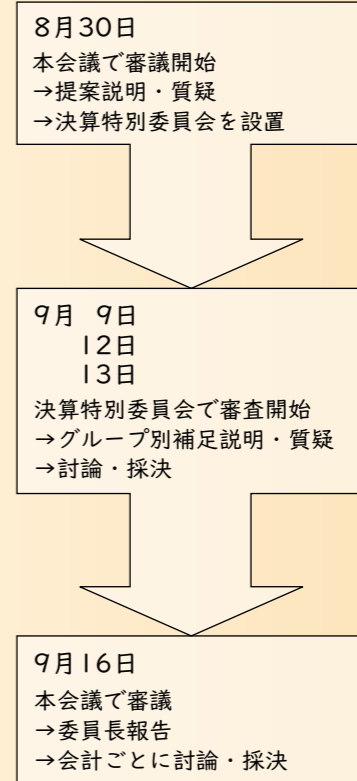 8月30日
本会議で審議開始
→提案説明・質疑
→決算特別委員会を設置
9月 9日
12日
13日
決算特別委員会で審査開始
→グループ別補足説明・質疑
→討論・採決
9月16日
本会議で審議
→委員長報告
→会計ごとに討論・採決